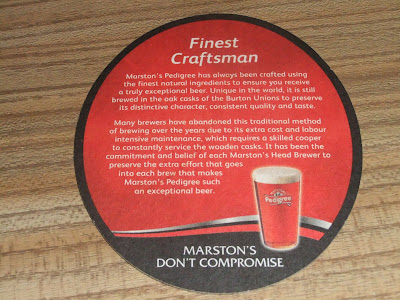 Finest
Craftsman
Marston's Pedigree has always been crafted using
the finest natural ingredients to ensure you receive
a truly exceptional beer. Unique in the world, it is still
brewed in the oak casks of the Burton Unions to preserve
its distinctive character, consistent quality and taste.
Many brewers have abandoned this traditional method
of brewing over the years due to its extra cost and labour
intensive maintenance, which requires a skilled cooper
to constantly service the wooden casks. It has been the
commitment and belief of each Marston's Head Brewer to
preserve the extra effort that goes
into each brew that makes
Marston's Pedigree such
an exceptional beer.
Pedigree
MARSTON'S
DON'T COMPROMISE